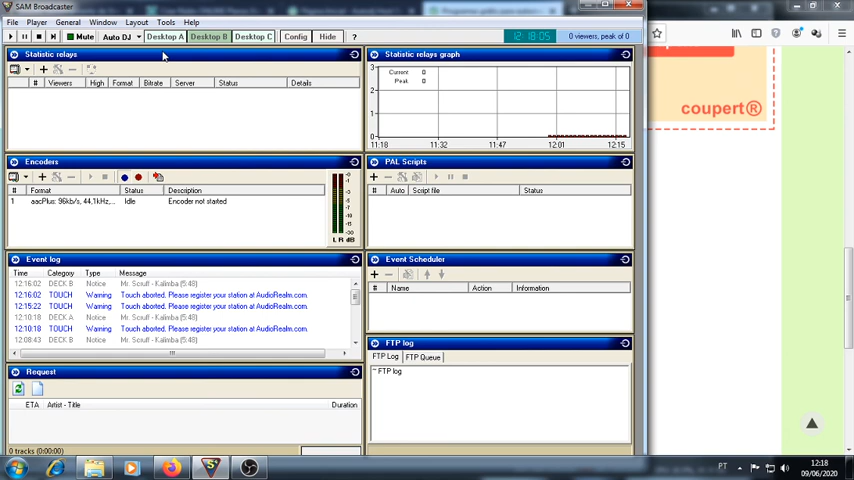 SAM Broadcaster
File Player General Window Layout Tools Help
Mute Auto DJ Desktop A Desktop B Desktop C Config Hide ? 12:18:05 0 viewers, peak of 0
Statistic relays
# Viewers High Format Bitrate Server Status Details
Statistic relays graph
3
2
1
0
Current 0
Peak 0
11:18 11:32 11:47 12:01 12:15
Encoders
# Format Status Description
1 aacPlus: 96kb/s, 44,1kHz,... Idle Encoder not started
L R dB
PAL Scripts
# Auto Script file Status
Event log
Time Category Type Message
12:16:02 DECK B Notice Mr. Scruff - Kalimba (5:48)
12:16:02 TOUCH Warning Touch aborted. Please register your station at AudioRealm.com.
12:15:22 TOUCH Warning Touch aborted. Please register your station at AudioRealm.com.
12:10:18 DECK A Notice Mr. Scruff - Kalimba (5:48)
12:10:18 TOUCH Warning Touch aborted. Please register your station at AudioRealm.com.
12:08:43 DECK B Notice Mr. Scruff - Kalimba (5:48)
Event Scheduler
# Name Action Information
FTP log
FTP Log FTP Queue
~ FTP log
Request
ETA Artist - Title Duration
0 tracks (0:00:00)
coupert®
PT 12:18
09/06/2020